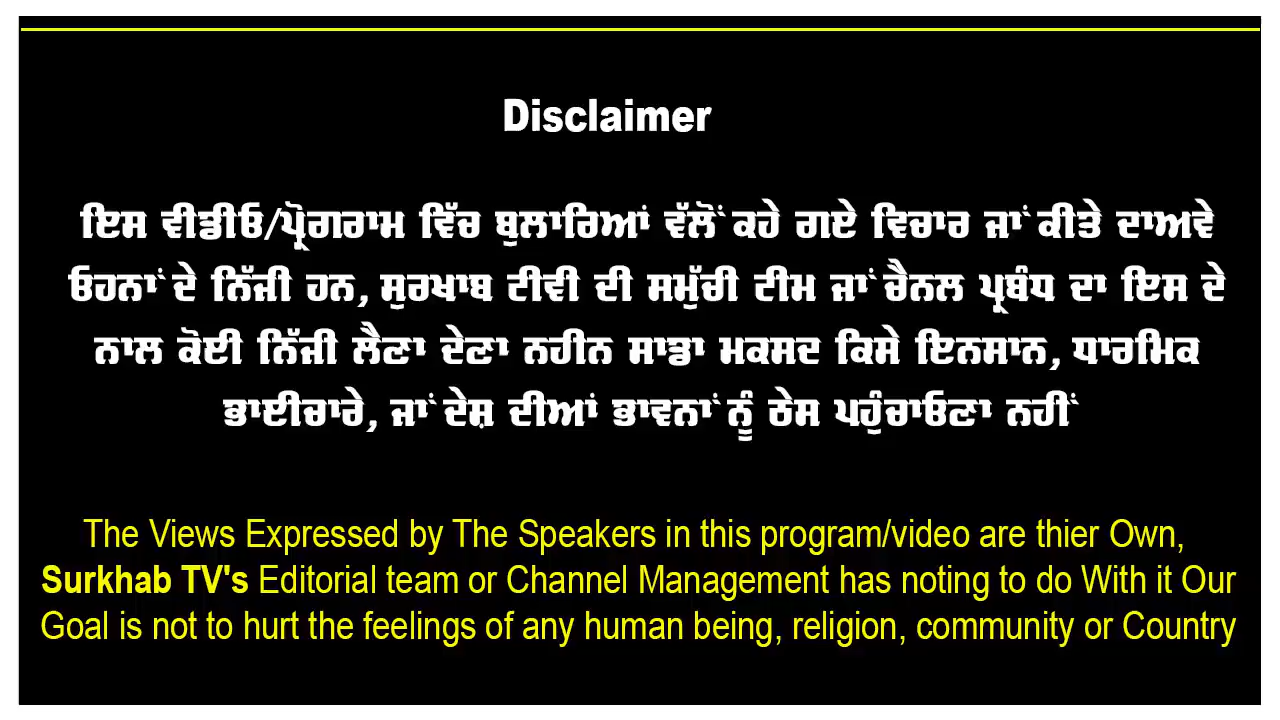 Disclaimer
ਇਸ ਵੀਡੀਓ/ਪ੍ਰੋਗਰਾਮ ਵਿੱਚ ਬੁਲਾਰਿਆਂ ਵੱਲੋਂ ਕਹੇ ਗਏ ਵਿਚਾਰ ਜਾਂ ਕੀਤੇ ਦਾਅਵੇ
ਓਹਨਾਂ ਦੇ ਨਿੱਜੀ ਹਨ, ਸੁਰਖਾਬ ਟੀਵੀ ਦੀ ਸਮੁੱਚੀ ਟੀਮ ਜਾਂ ਚੈਨਲ ਪ੍ਰਬੰਧ ਦਾ ਇਸ ਦੇ
ਨਾਲ ਕੋਈ ਨਿੱਜੀ ਲੈਣਾ ਦੇਣਾ ਨਹੀਨ ਸਾਡਾ ਮਕਸਦ ਕਿਸੇ ਇਨਸਾਨ, ਧਾਰਮਿਕ
ਭਾਈਚਾਰੇ, ਜਾਂ ਦੇਸ਼ ਦੀਆਂ ਭਾਵਨਾਂ ਨੂੰ ਠੇਸ ਪਹੁੰਚਾਓਣਾ ਨਹੀਂ
The Views Expressed by The Speakers in this program/video are thier Own,
Surkhab TV's Editorial team or Channel Management has noting to do With it Our
Goal is not to hurt the feelings of any human being, religion, community or Country